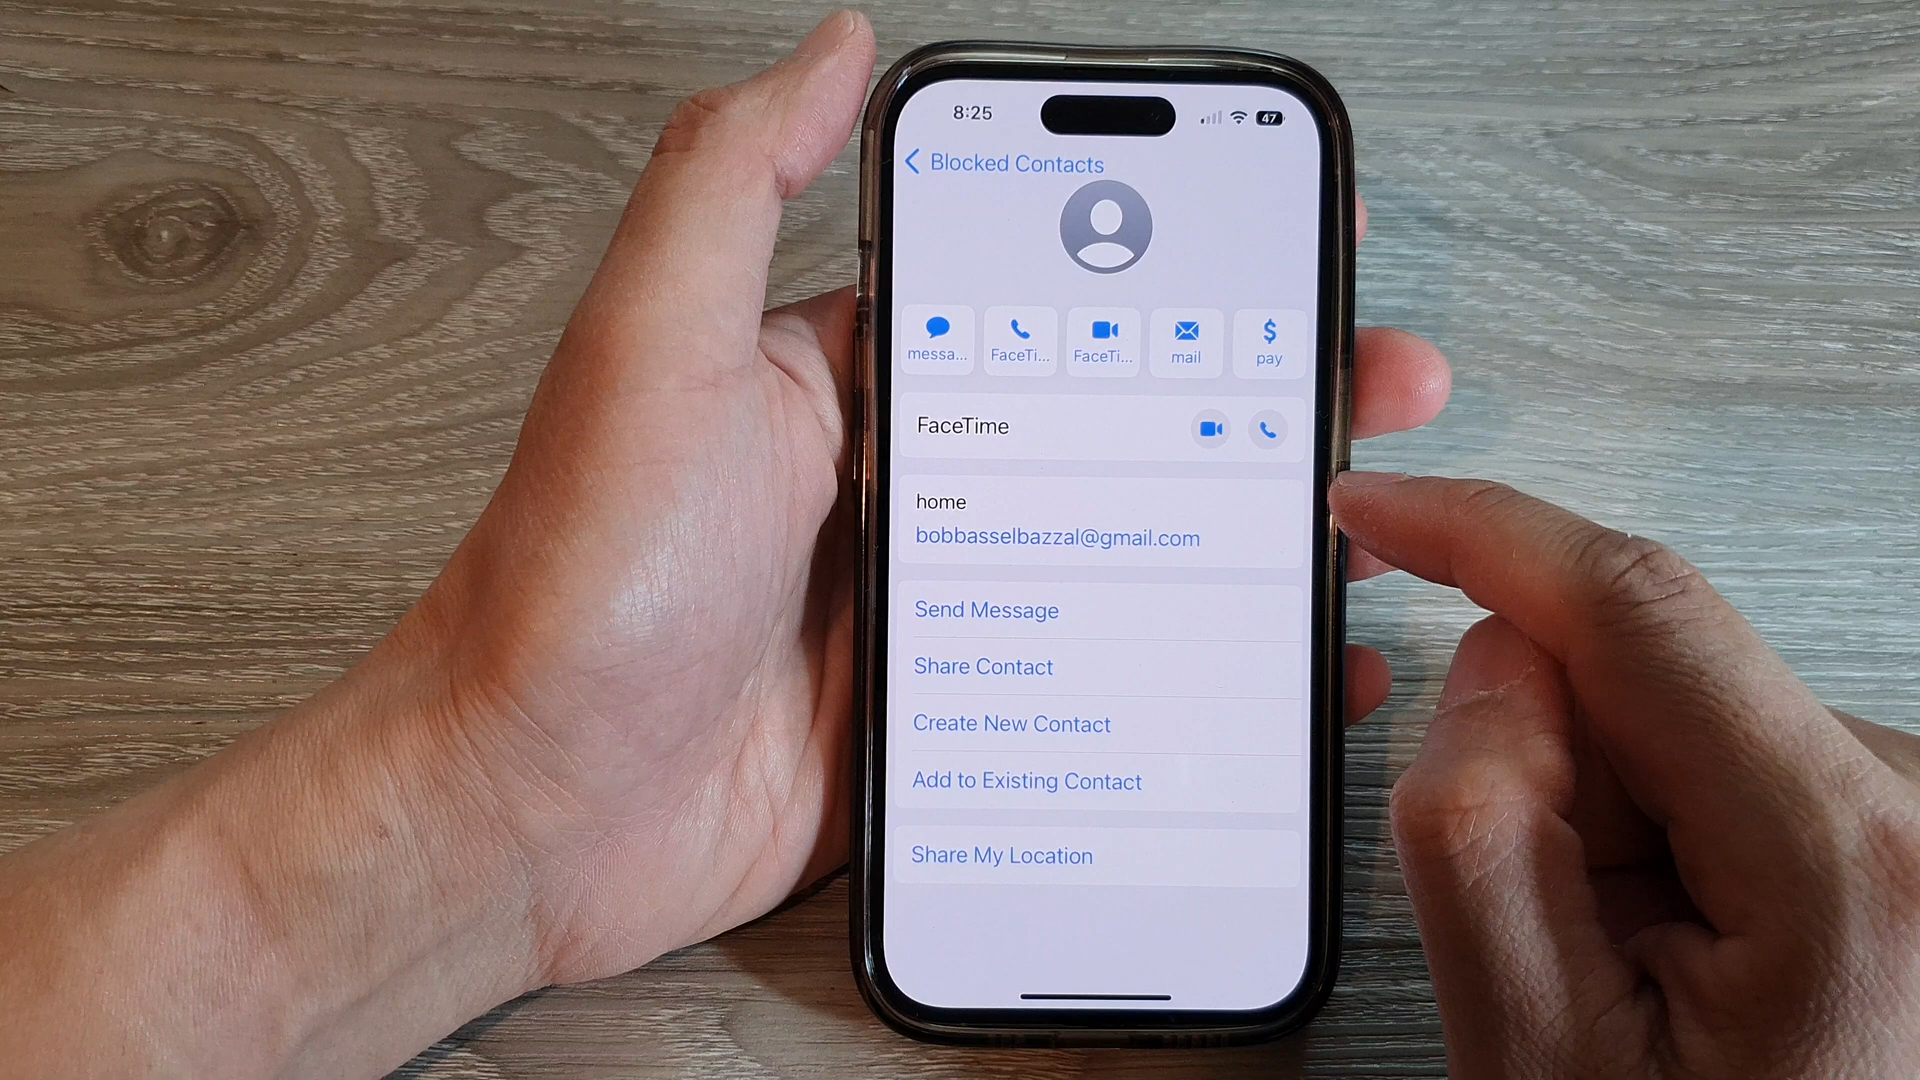 8:25
47
Blocked Contacts
messa... FaceTi... FaceTi... mail pay
FaceTime
home
bobbasselbazzal@gmail.com
Send Message
Share Contact
Create New Contact
Add to Existing Contact
Share My Location